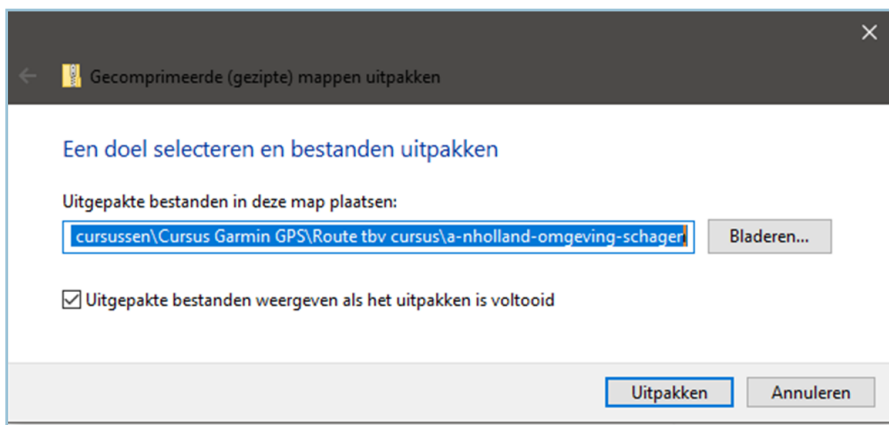 Gecomprimeerde (gezipte) mappen uitpakken
Een doel selecteren en bestanden uitpakken
Uitgepakte bestanden in deze map plaatsen:
cursussen\Cursus Garmin GPS\Route tbv cursus\a-nholland-omgeving-schagen
Bladeren...
Uitgepakte bestanden weergeven als het uitpakken is voltooid
Uitpakken
Annuleren